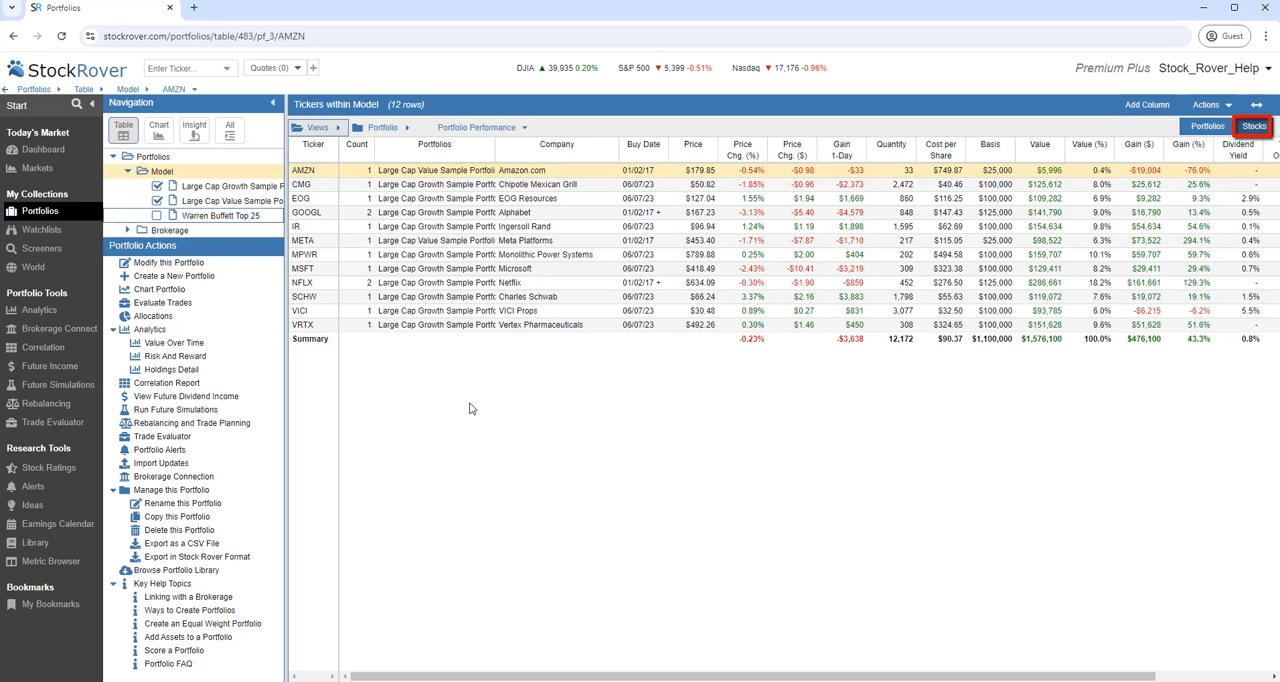 Portfolios
stockrover.com/portfolios/table/483/pf_3/AMZN
Guest
StockRover
Enter Ticker...
Quotes (0)
DJIA ▲ 39,935 0.20% S&P 500 ▼ 5,399 -0.51% Nasdaq ▼ 17,176 -0.96%
Premium Plus Stock_Rover_Help
Portfolios Table Model AMZN
Start
Today's Market
Dashboard
Markets
My Collections
Portfolios
Watchlists
Screeners
World
Portfolio Tools
Analytics
Brokerage Connect
Correlation
Future Income
Future Simulations
Rebalancing
Trade Evaluator
Research Tools
Stock Ratings
Alerts
Ideas
Earnings Calendar
Library
Metric Browser
Bookmarks
My Bookmarks
Navigation
Table Chart Insight All
Portfolios
Model
Large Cap Growth Sample P
Large Cap Value Sample Po
Warren Buffett Top 25
Brokerage
Portfolio Actions
Modify this Portfolio
Create a New Portfolio
Chart Portfolio
Evaluate Trades
Allocations
Analytics
Value Over Time
Risk And Reward
Holdings Detail
Correlation Report
View Future Dividend Income
Run Future Simulations
Rebalancing and Trade Planning
Trade Evaluator
Portfolio Alerts
Import Updates
Brokerage Connection
Manage this Portfolio
Rename this Portfolio
Copy this Portfolio
Delete this Portfolio
Export as a CSV File
Export in Stock Rover Format
Browse Portfolio Library
Key Help Topics
Linking with a Brokerage
Ways to Create Portfolios
Create an Equal Weight Portfolio
Add Assets to a Portfolio
Score a Portfolio
Portfolio FAQ
Tickers within Model (12 rows)
Add Column Actions
Views Portfolio Portfolio Performance
Portfolios Stocks
Ticker Count Portfolios Company Buy Date Price Price Chg. (%) Price Chg. ($) Gain 1-Day Quantity Cost per Share Basis Value Value (%) Gain ($) Gain (%) Dividend Yield
AMZN 1 Large Cap Value Sample Portfoli Amazon.com 01/02/17 $179.85 -0.54% -$0.98 -$33 33 $749.87 $25,000 $5,996 0.4% -$19,004 -76.0% -
CMG 1 Large Cap Growth Sample Portfc Chipotle Mexican Grill 06/07/23 $50.82 -1.85% -$0.96 -$2,373 2,472 $40.46 $100,000 $125,612 8.0% $25,612 25.6% -
EOG 1 Large Cap Growth Sample Portfc EOG Resources 06/07/23 $127.04 1.55% $1.94 $1,669 860 $116.25 $100,000 $109,282 6.9% $9,282 9.3% 2.9%
GOOGL 2 Large Cap Growth Sample Portfc Alphabet 01/02/17 + $167.23 -3.13% -$5.40 -$4,579 848 $147.43 $125,000 $141,790 9.0% $16,790 13.4% 0.5%
IR 1 Large Cap Growth Sample Portfc Ingersoll Rand 06/07/23 $96.94 1.24% $1.19 $1,898 1,595 $62.69 $100,000 $154,634 9.8% $54,634 54.6% 0.1%
META 1 Large Cap Value Sample Portfoli Meta Platforms 01/02/17 $453.40 -1.71% -$7.87 -$1,710 217 $115.05 $25,000 $98,522 6.3% $73,522 294.1% 0.4%
MPWR 1 Large Cap Growth Sample Portfc Monolithic Power Systems 06/07/23 $789.88 0.25% $2.00 $404 202 $494.58 $100,000 $159,707 10.1% $59,707 59.7% 0.6%
MSFT 1 Large Cap Growth Sample Portfc Microsoft 06/07/23 $418.49 -2.43% -$10.41 -$3,219 309 $323.38 $100,000 $129,411 8.2% $29,411 29.4% 0.7%
NFLX 2 Large Cap Growth Sample Portfc Netflix 01/02/17 + $634.09 -0.30% -$1.90 -$859 452 $276.50 $125,000 $286,661 18.2% $161,661 129.3% -
SCHW 1 Large Cap Growth Sample Portfc Charles Schwab 06/07/23 $66.24 3.37% $2.16 $3,883 1,798 $55.63 $100,000 $119,072 7.6% $19,072 19.1% 1.5%
VICI 1 Large Cap Growth Sample Portfc VICI Props 06/07/23 $30.48 0.89% $0.27 $831 3,077 $32.50 $100,000 $93,785 6.0% -$6,215 -6.2% 5.5%
VRTX 1 Large Cap Growth Sample Portfc Vertex Pharmaceuticals 06/07/23 $492.26 0.30% $1.46 $450 308 $324.65 $100,000 $151,628 9.6% $51,628 51.6% -
Summary -0.23% -$3,638 12,172 $90.37 $1,100,000 $1,576,100 100.0% $476,100 43.3% 0.8%